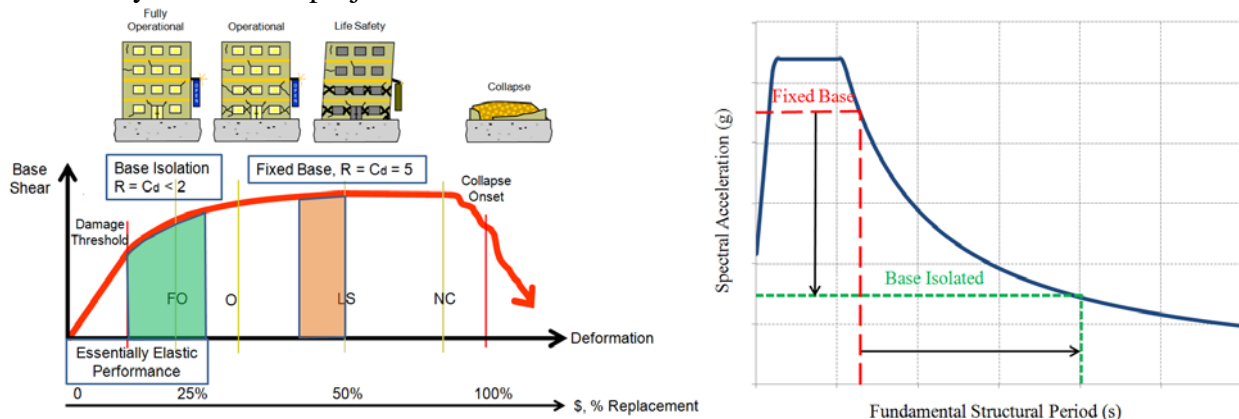 Fully
Operational
Operational
Life Safety
Collapse
Base
Shear
Base Isolation
R = Cd < 2
Fixed Base, R = Cd = 5
Collapse
Onset
Damage
Threshold
FO
O
LS
NC
Deformation
Essentially Elastic
Performance
0
25%
50%
100%
$, % Replacement
Spectral Acceleration (g)
Fixed Base
Base Isolated
Fundamental Structural Period (s)